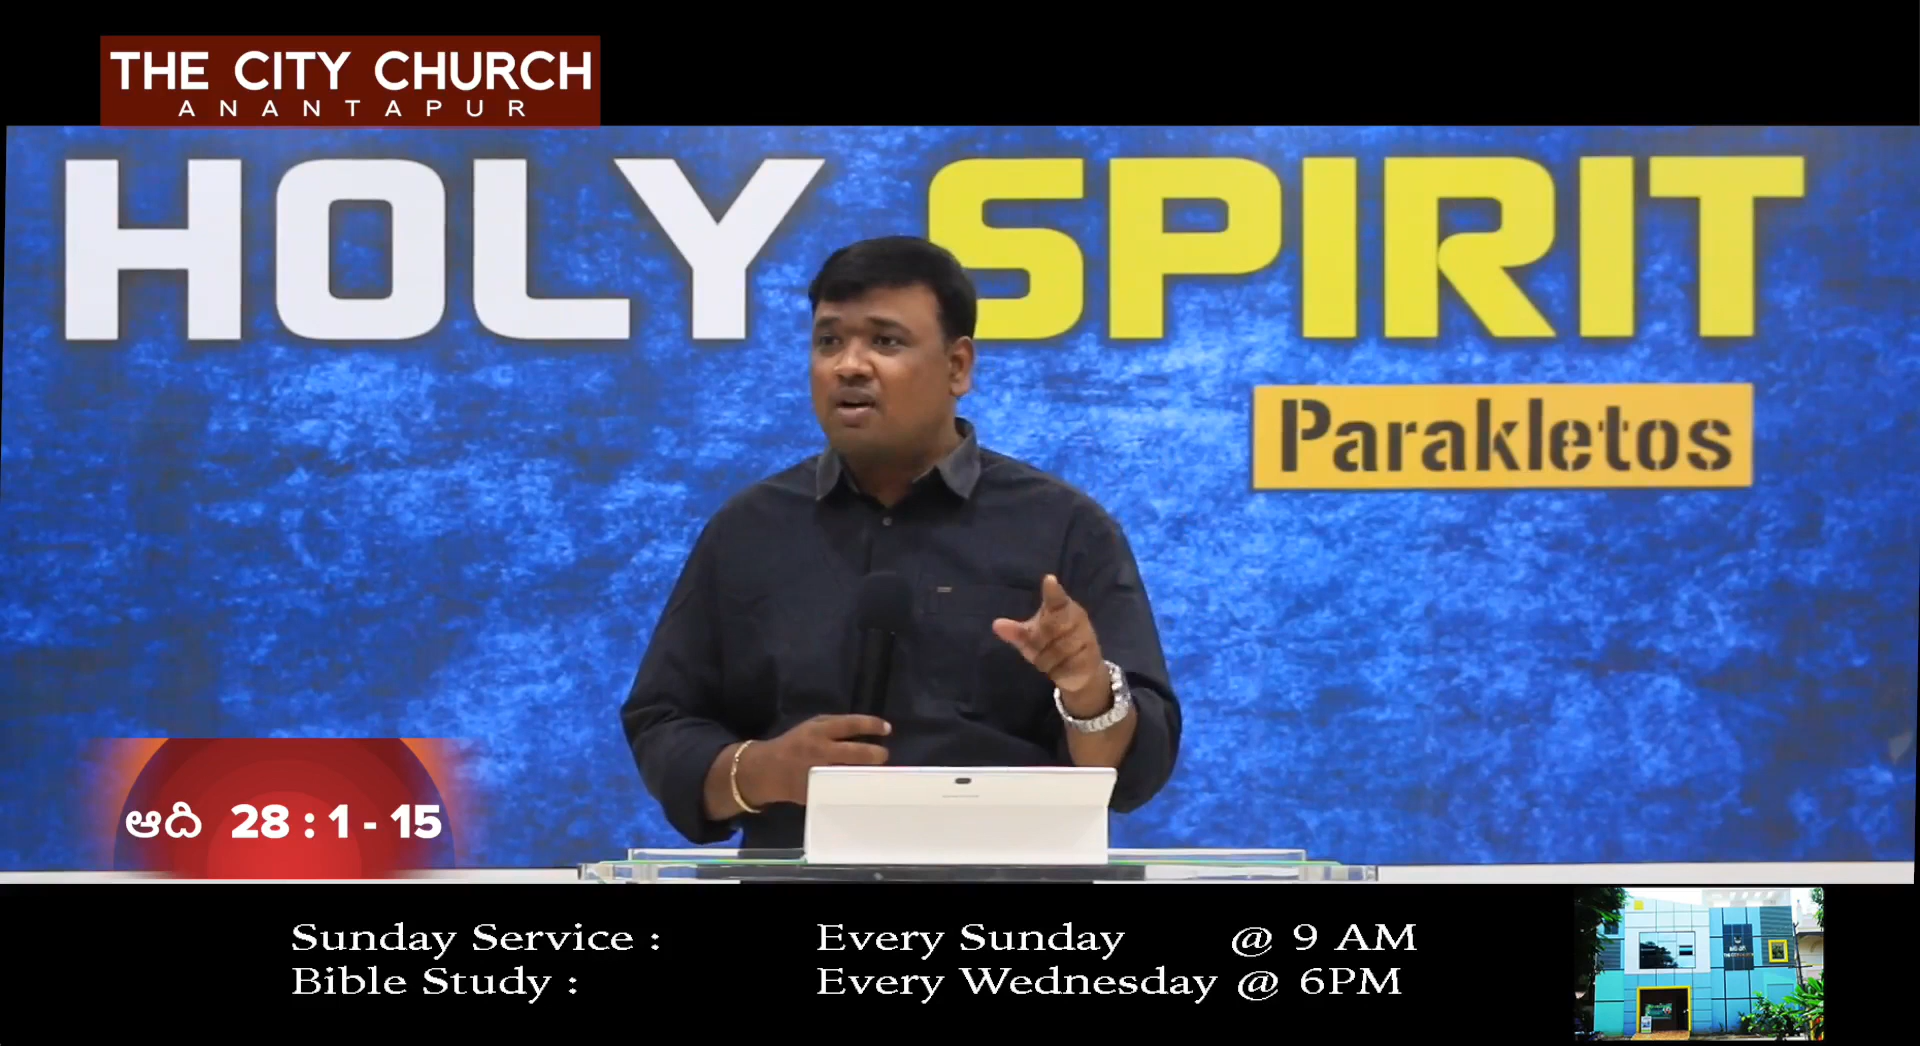 THE CITY CHURCH
ANANTAPUR
HOLY SPIRIT
Parakletos
ఆది 28 : 1 - 15
Sunday Service : Every Sunday @ 9 AM
Bible Study : Every Wednesday @ 6PM